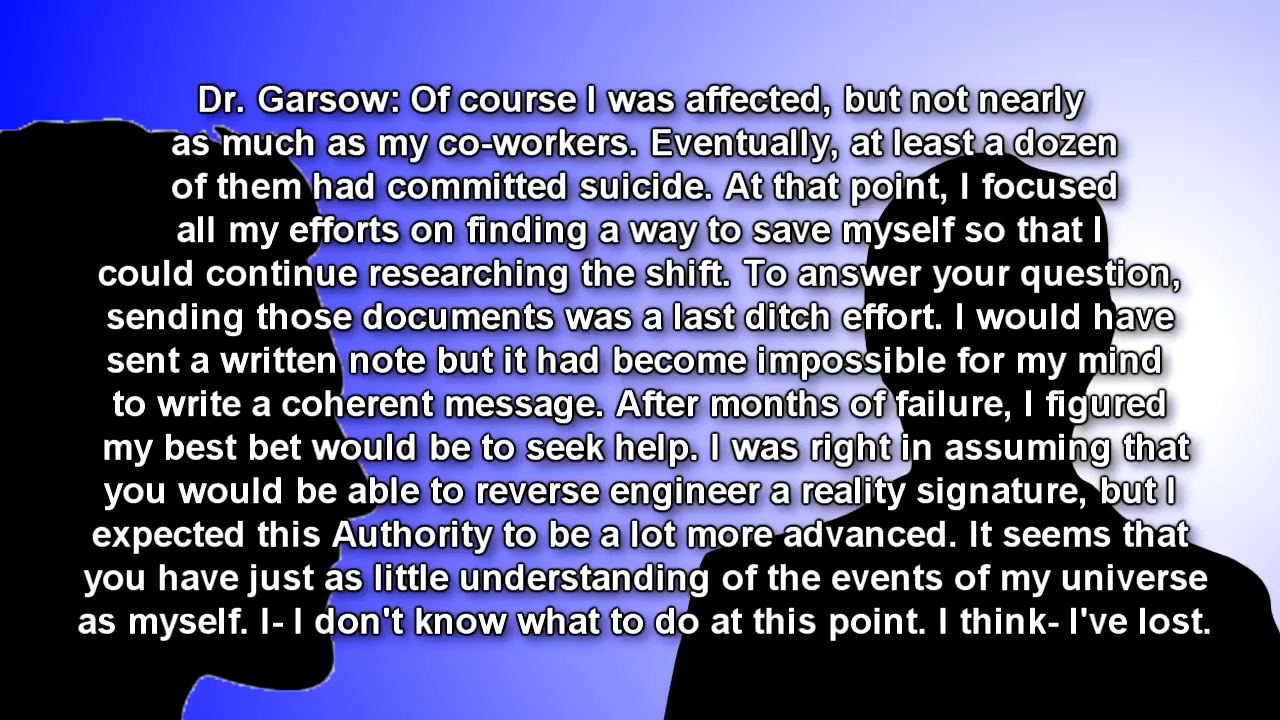 Dr. Garsow: Of course I was affected, but not nearly
as much as my co-workers. Eventually, at least a dozen
of them had committed suicide. At that point, I focused
all my efforts on finding a way to save myself so that I
could continue researching the shift. To answer your question,
sending those documents was a last ditch effort. I would have
sent a written note but it had become impossible for my mind
to write a coherent message. After months of failure, I figured
my best bet would be to seek help. I was right in assuming that
you would be able to reverse engineer a reality signature, but I
expected this Authority to be a lot more advanced. It seems that
you have just as little understanding of the events of my universe
as myself. I- I don't know what to do at this point. I think- I've lost.